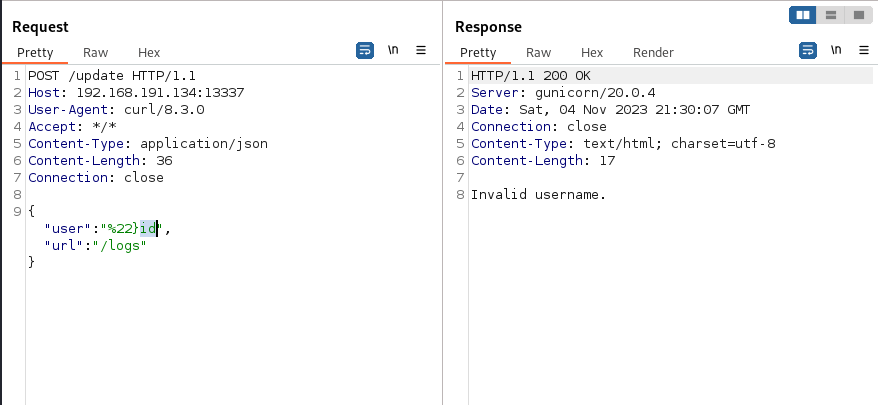 Request
Pretty Raw Hex
\n
1 POST /update HTTP/1.1
2 Host: 192.168.191.134:13337
3 User-Agent: curl/8.3.0
4 Accept: */*
5 Content-Type: application/json
6 Content-Length: 36
7 Connection: close
8
9 {
"user":"%22}id",
"url":"/logs"
}
Response
Pretty Raw Hex Render
\n
1 HTTP/1.1 200 OK
2 Server: gunicorn/20.0.4
3 Date: Sat, 04 Nov 2023 21:30:07 GMT
4 Connection: close
5 Content-Type: text/html; charset=utf-8
6 Content-Length: 17
7
8 Invalid username.